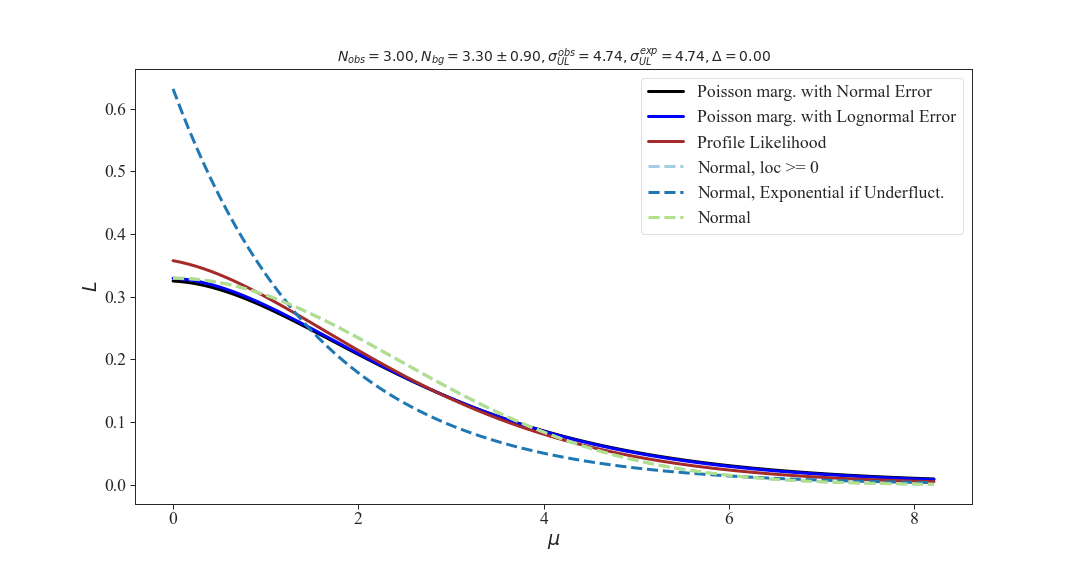 N_obs = 3.00, N_bg = 3.30 ± 0.90, σ_UL^obs = 4.74, σ_UL^exp = 4.74, Δ = 0.00
Poisson marg. with Normal Error
Poisson marg. with Lognormal Error
Profile Likelihood
Normal, loc >= 0
Normal, Exponential if Underfluct.
Normal
0.6
0.5
0.4
0.3
0.2
0.1
0.0
L
0 2 4 6 8
μ